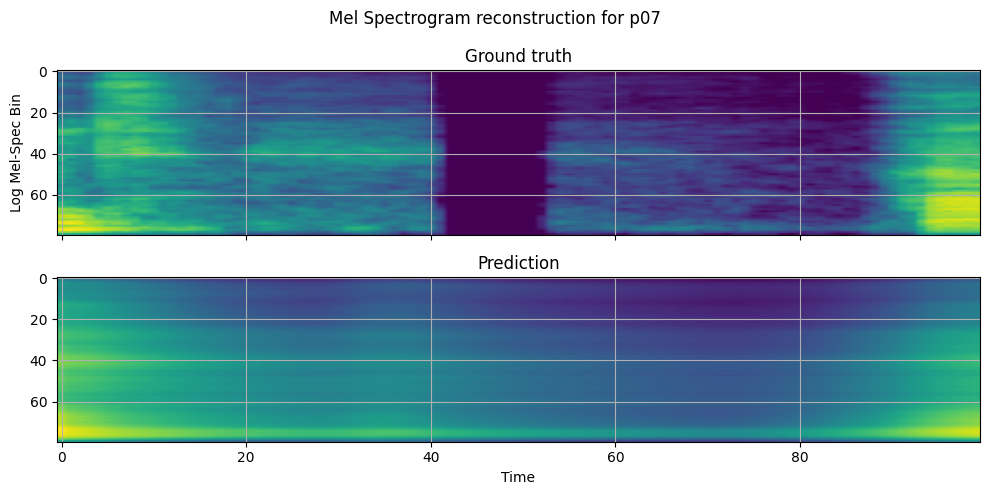 Mel Spectrogram reconstruction for p07
Ground truth
Log Mel-Spec Bin
0
20
40
60
Prediction
0
20
40
60
0 20 40 60 80
Time